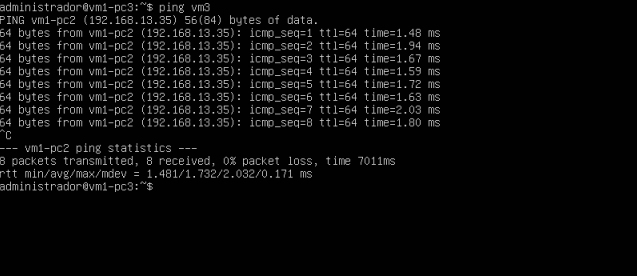 administrador@vm1-pc3:~$ ping vm3
PING vm1-pc2 (192.168.13.35) 56(84) bytes of data.
64 bytes from vm1-pc2 (192.168.13.35): icmp_seq=1 ttl=64 time=1.48 ms
64 bytes from vm1-pc2 (192.168.13.35): icmp_seq=2 ttl=64 time=1.94 ms
64 bytes from vm1-pc2 (192.168.13.35): icmp_seq=3 ttl=64 time=1.67 ms
64 bytes from vm1-pc2 (192.168.13.35): icmp_seq=4 ttl=64 time=1.59 ms
64 bytes from vm1-pc2 (192.168.13.35): icmp_seq=5 ttl=64 time=1.72 ms
64 bytes from vm1-pc2 (192.168.13.35): icmp_seq=6 ttl=64 time=1.63 ms
64 bytes from vm1-pc2 (192.168.13.35): icmp_seq=7 ttl=64 time=2.03 ms
64 bytes from vm1-pc2 (192.168.13.35): icmp_seq=8 ttl=64 time=1.80 ms
^C
--- vm1-pc2 ping statistics ---
8 packets transmitted, 8 received, 0% packet loss, time 7011ms
rtt min/avg/max/mdev = 1.481/1.732/2.032/0.171 ms
administrador@vm1-pc3:~$